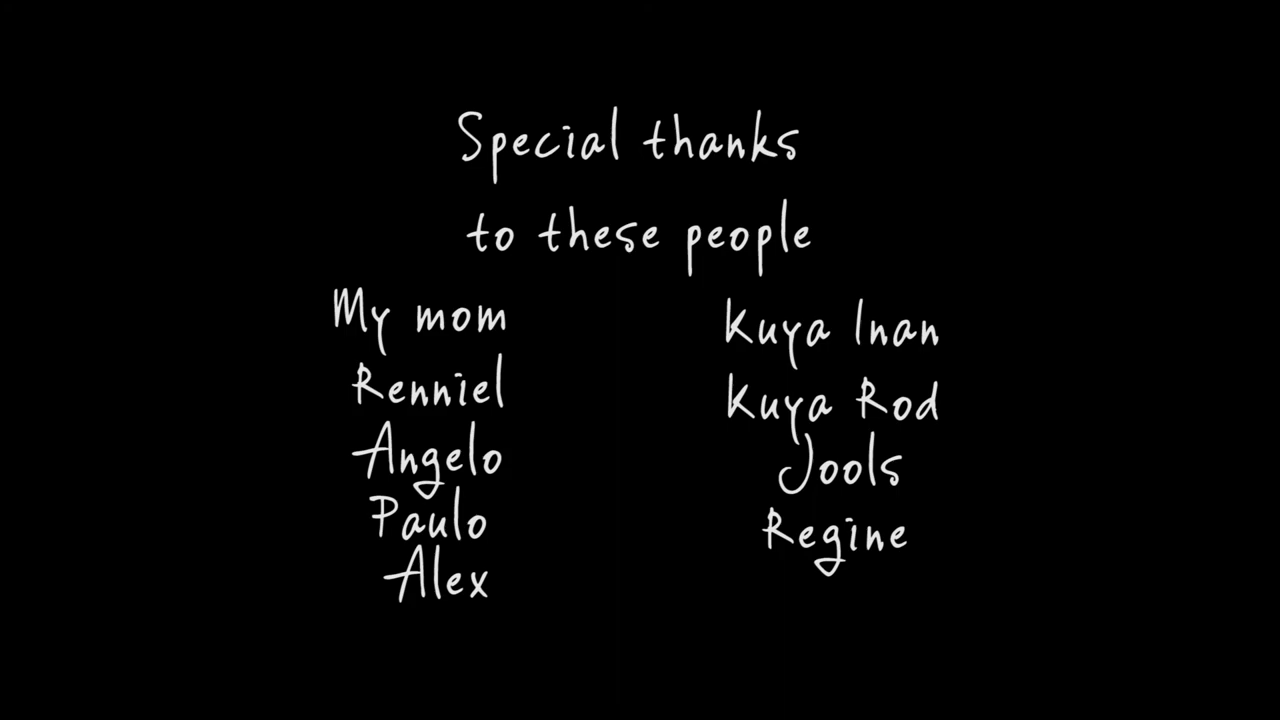 Special thanks
to these people
My mom
Renniel
Angelo
Paulo
Alex
Kuya Inan
Kuya Rod
Jools
Regine